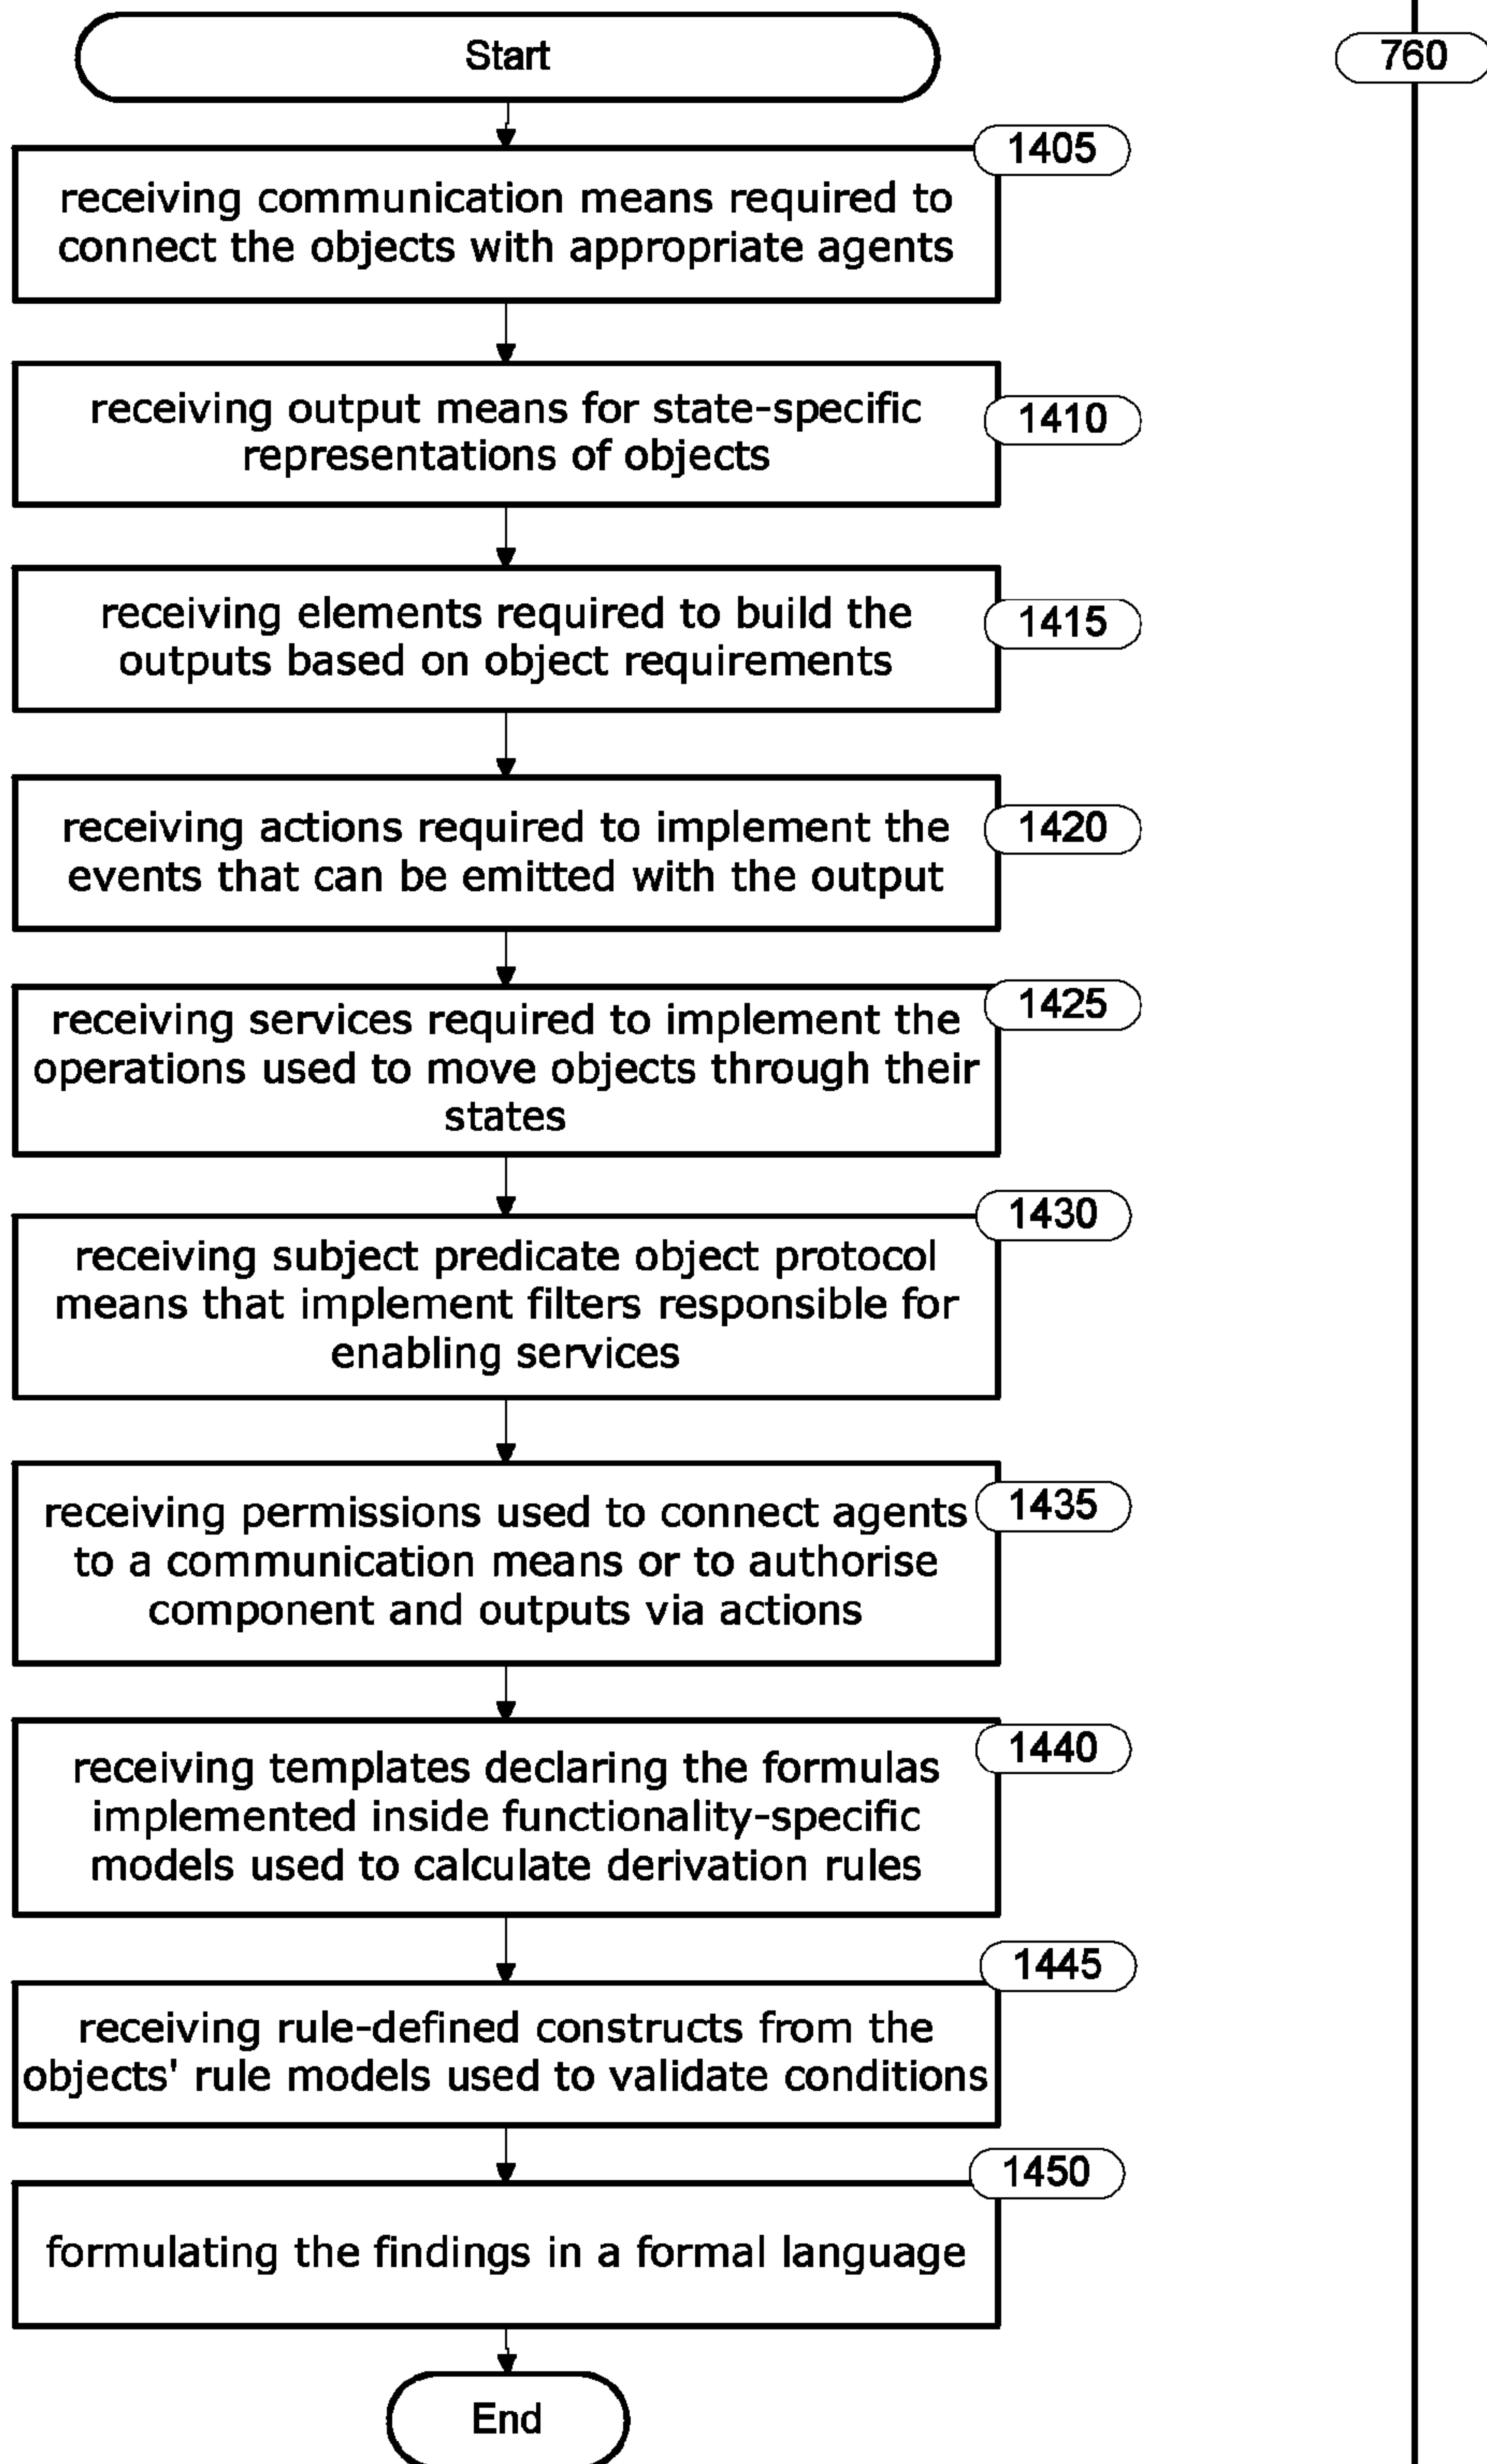 Start
760
1405
receiving communication means required to
connect the objects with appropriate agents
receiving output means for state-specific
representations of objects
1410
receiving elements required to build the
outputs based on object requirements
1415
receiving actions required to implement the
events that can be emitted with the output
1420
receiving services required to implement the
operations used to move objects through their
states
1425
1430
receiving subject predicate object protocol
means that implement filters responsible for
enabling services
receiving permissions used to connect agents
to a communication means or to authorise
component and outputs via actions
1435
1440
receiving templates declaring the formulas
implemented inside functionality-specific
models used to calculate derivation rules
1445
receiving rule-defined constructs from the
objects' rule models used to validate conditions
1450
formulating the findings in a formal language
End